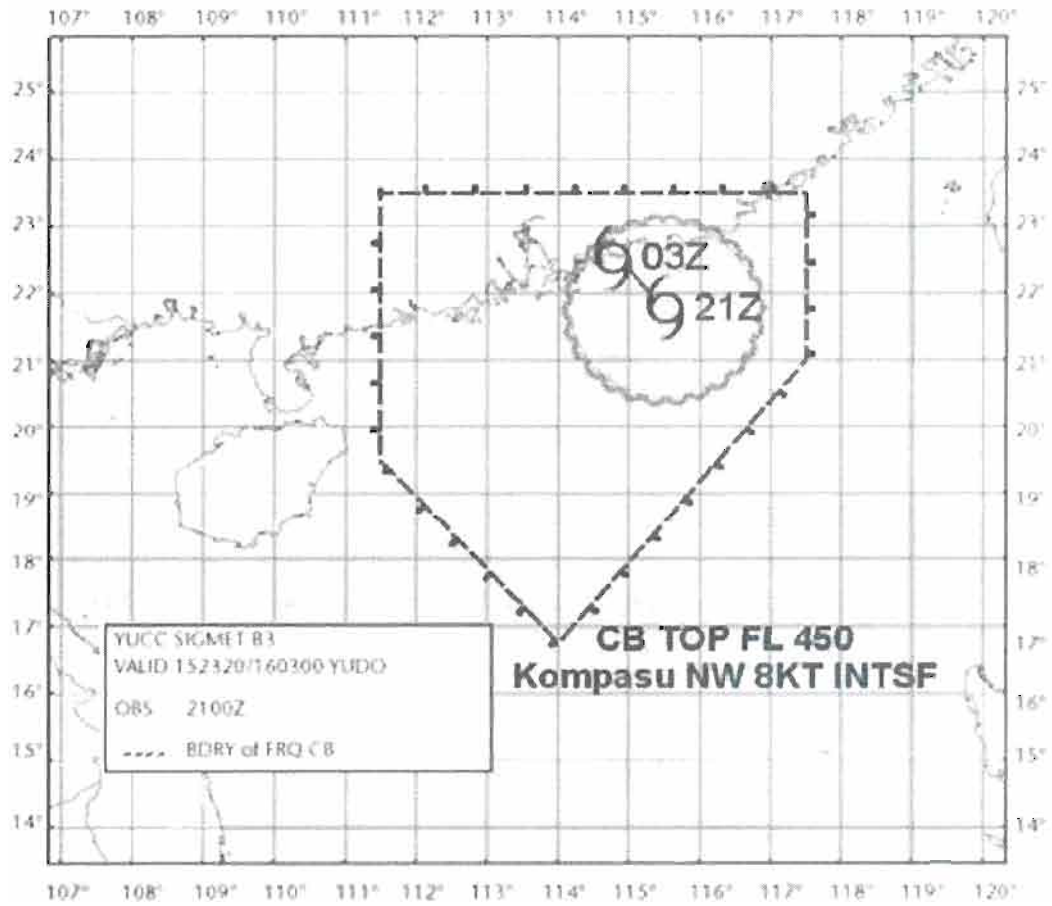 107° 108° 109° 110° 111° 112° 113° 114° 115° 116° 117° 118° 119° 120°
25° 25°
24° 24°
23° 23°
03Z
22° 21Z 22°
21° 21°
20° 20°
19° 19°
18° 18°
17° CB TOP FL 450 17°
Kompasu NW 8KT INTSF
YUCC SIGMET B3
VALID 152320/160300 YUDO
16° 16°
OBS 2100Z
15° BDRY of FRQ CB 15°
14° 14°
107° 108° 109° 110° 111° 112° 113° 114° 115° 116° 117° 118° 119° 120°